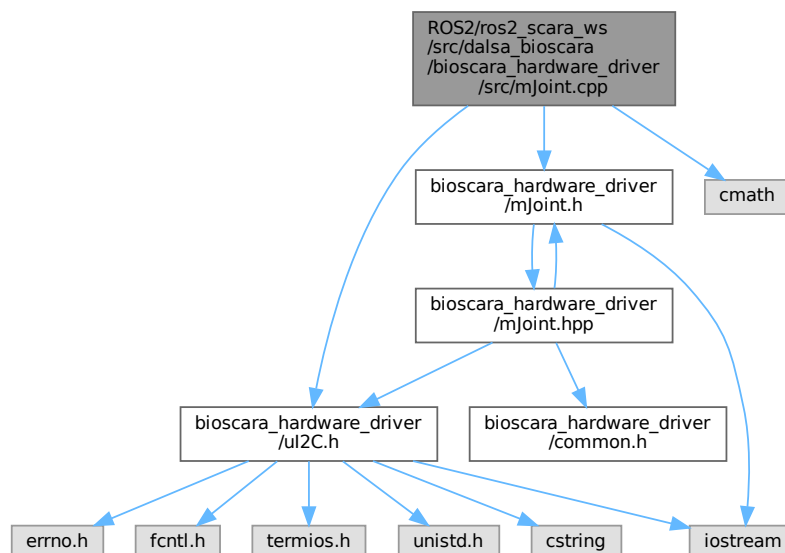 ROS2/ros2_scara_ws
/src/dalsa_bioscara
/bioscara_hardware_driver
/src/mJoint.cpp
bioscara_hardware_driver
/mJoint.h
cmath
bioscara_hardware_driver
/mJoint.hpp
bioscara_hardware_driver
/uI2C.h
bioscara_hardware_driver
/common.h
errno.h
fcntl.h
termios.h
unistd.h
cstring
iostream